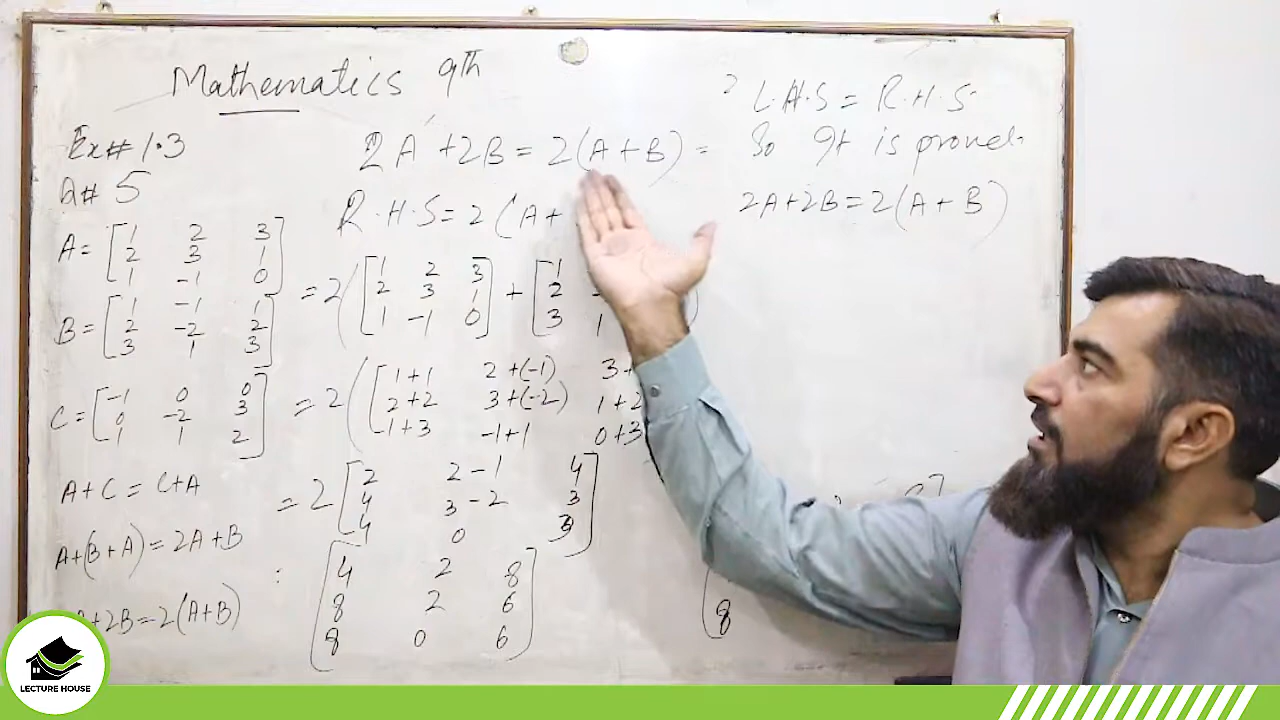 Mathematics 9th
Ex# 1.3
Q# 5
A = [1 2 3
2 3 1
1 -1 0]
B = [1 -1 1
2 -2 2
3 1 3]
C = [-1 0 0
0 -2 3
1 1 2]
A+C = C+A
A+(B+A) = 2A+B
A+2B=2(A+B)
2A+2B = 2(A+B) =
R.H.S = 2(A+
= 2([1 2 3
2 3 1
1 -1 0] + [1
2
3 1
= 2([1+1 2+(-1) 3+
2+2 3+(-2) 1+2
1+3 -1+1 0+3
= 2[2 2-1 4
4 3-2 3
4 0 3]
[4 2 8
8 2 6
8 0 6]
L.H.S = R.H.S
So It is proved.
2A+2B=2(A+B)
8
LECTURE HOUSE